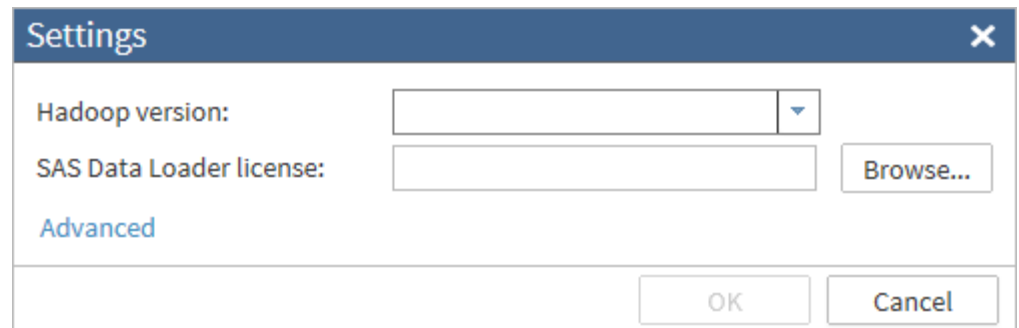 Settings
Hadoop version:
SAS Data Loader license:
Browse...
Advanced
OK
Cancel